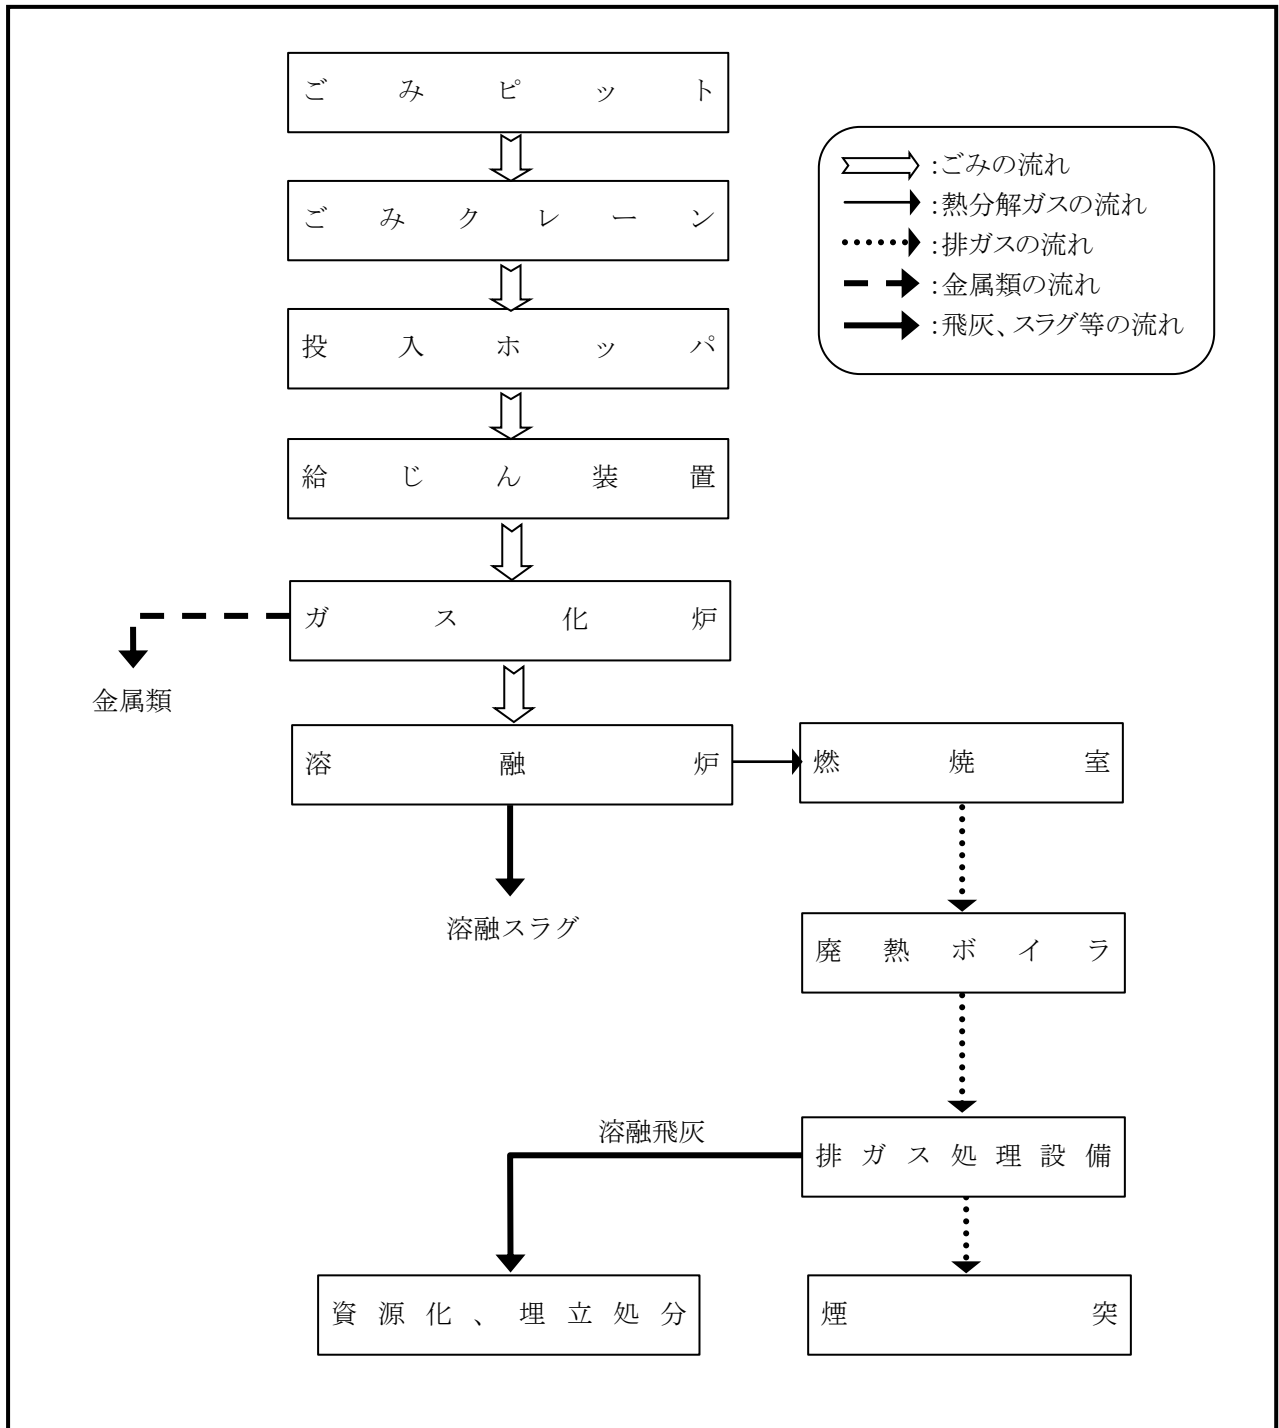 ごみピット
ごみクレーン
投入ホッパ
給じん装置
ガス化炉
金属類
溶融炉
燃焼室
溶融スラグ
廃熱ボイラ
溶融飛灰
排ガス処理設備
資源化、埋立処分
煙突
:ごみの流れ
:熱分解ガスの流れ
:排ガスの流れ
:金属類の流れ
:飛灰、スラグ等の流れ